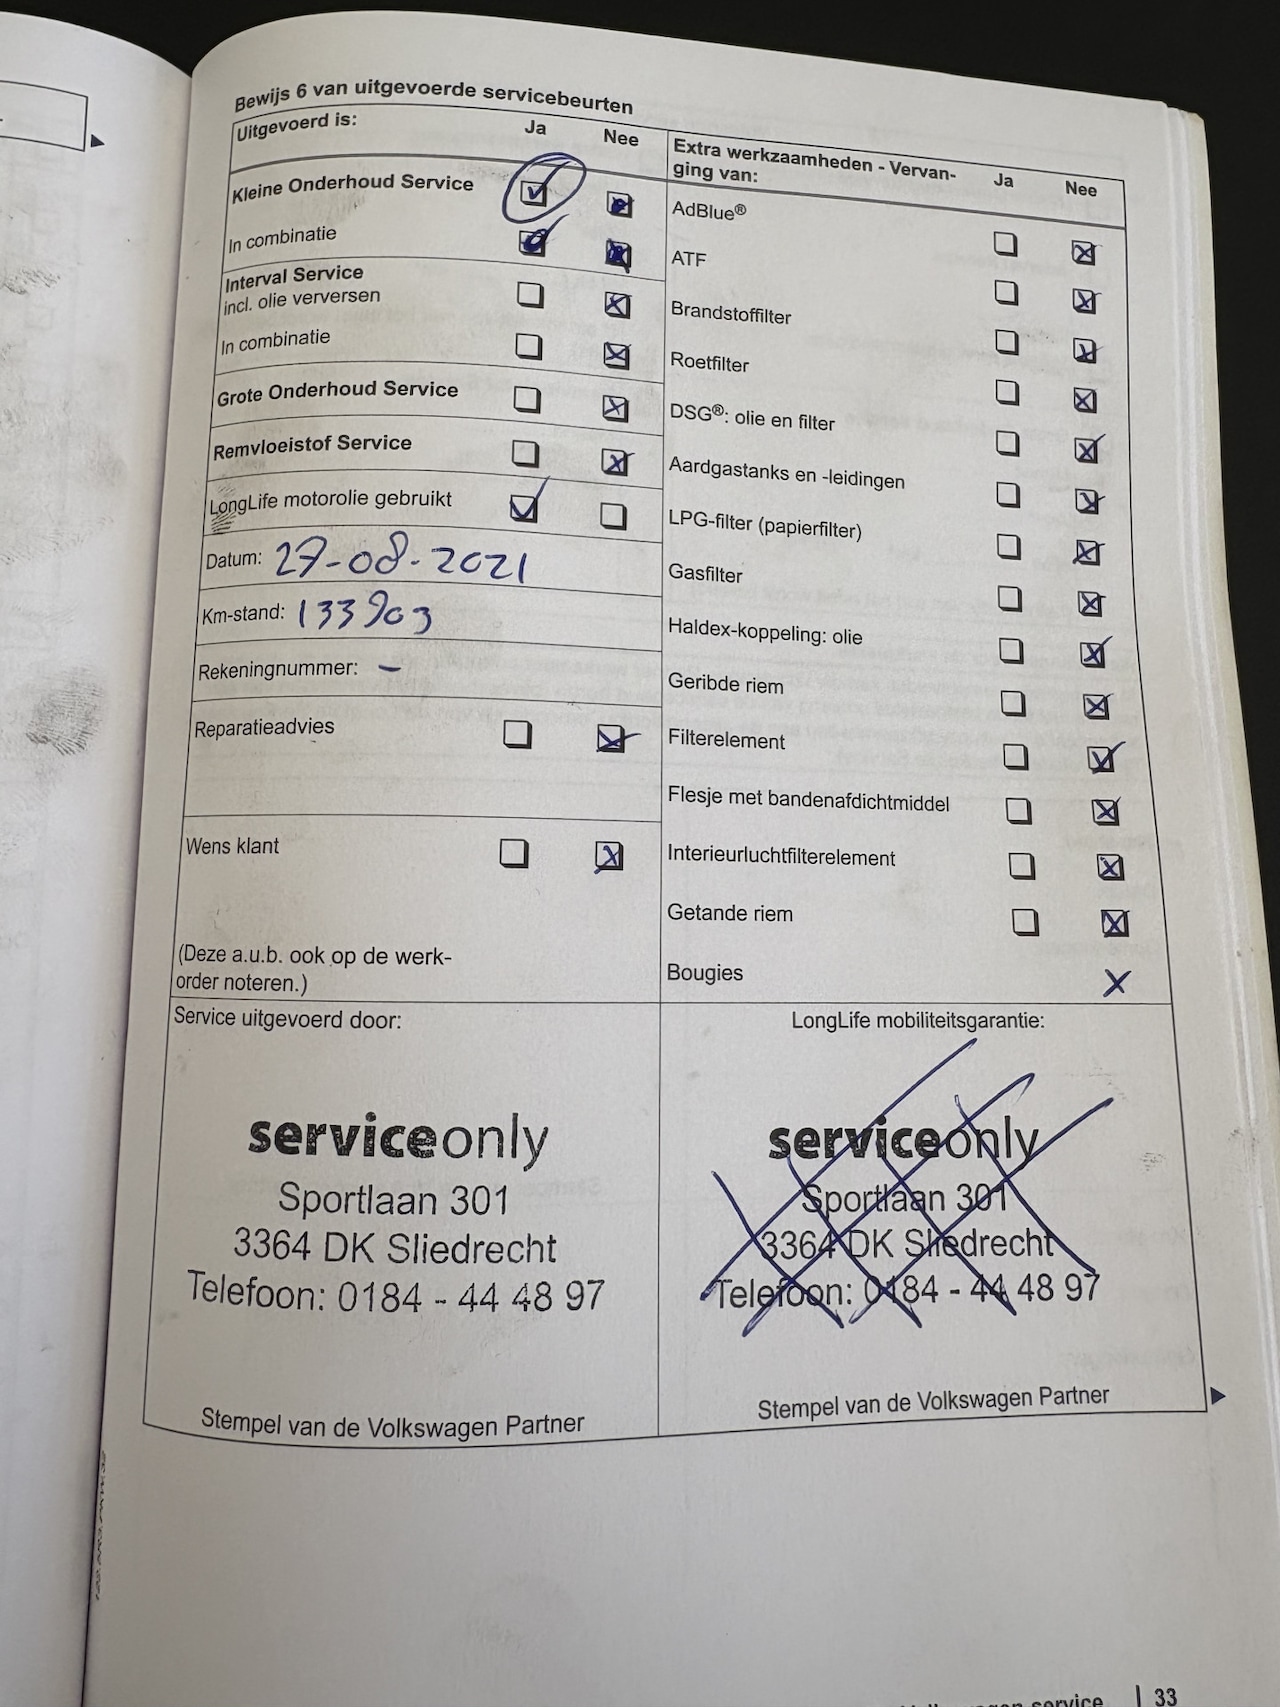 Bewijs 6 van uitgevoerde servicebeurten
Uitgevoerd is:
Ja
Nee
Kleine Onderhoud Service
In combinatie
Interval Service
incl. olie verversen
In combinatie
Grote Onderhoud Service
Remvloeistof Service
LongLife motorolie gebruikt
Datum: 27-08-2021
Km-stand: 133903
Rekeningnummer: -
Reparatieadvies
Wens klant
(Deze a.u.b. ook op de werk-
order noteren.)
Extra werkzaamheden - Vervan-
ging van:
Ja
Nee
AdBlue®
ATF
Brandstoffilter
Roetfilter
DSG®: olie en filter
Aardgastanks en -leidingen
LPG-filter (papierfilter)
Gasfilter
Haldex-koppeling: olie
Geribde riem
Filterelement
Flesje met bandenafdichtmiddel
Interieurluchtfilterelement
Getande riem
Bougies
Service uitgevoerd door:
serviceonly
Sportlaan 301
3364 DK Sliedrecht
Telefoon: 0184 - 44 48 97
Stempel van de Volkswagen Partner
LongLife mobiliteitsgarantie:
serviceonly
Sportlaan 301
3364 DK Sliedrecht
Telefoon: 0184 - 44 48 97
Stempel van de Volkswagen Partner
service
33